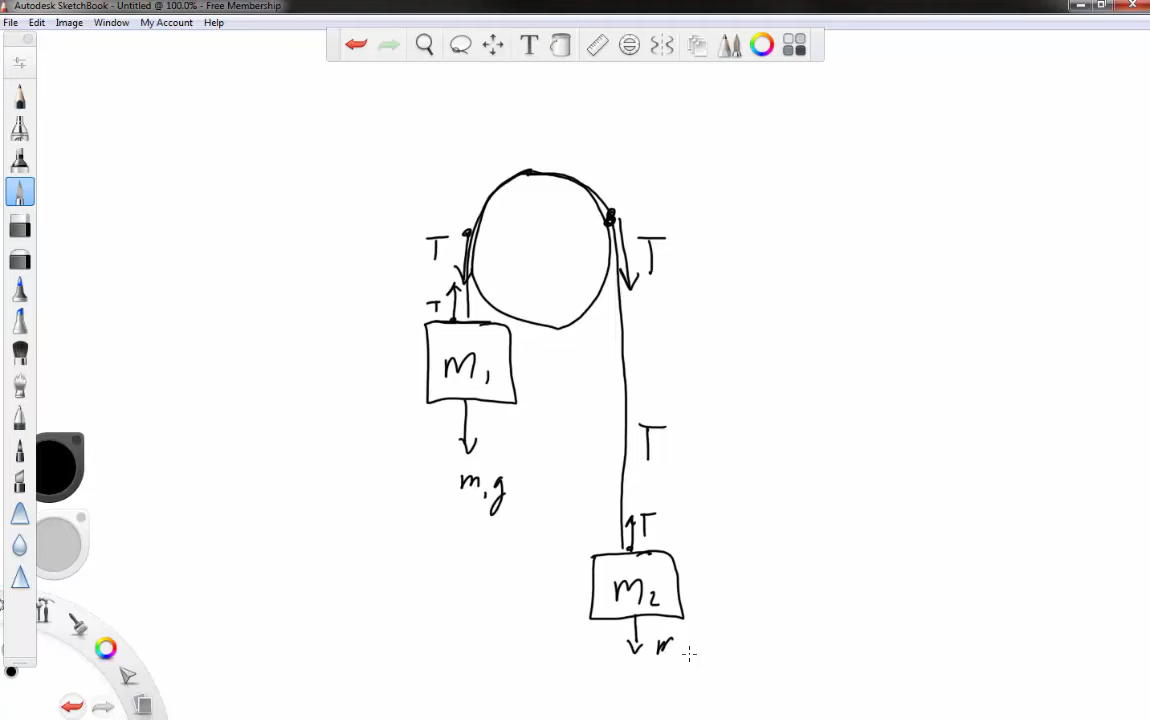 Autodesk SketchBook - Untitled @ 100.0% - Free Membership
File Edit Image Window My Account Help
T
T T
T
m₁
T
m₁g
T
m₂
m